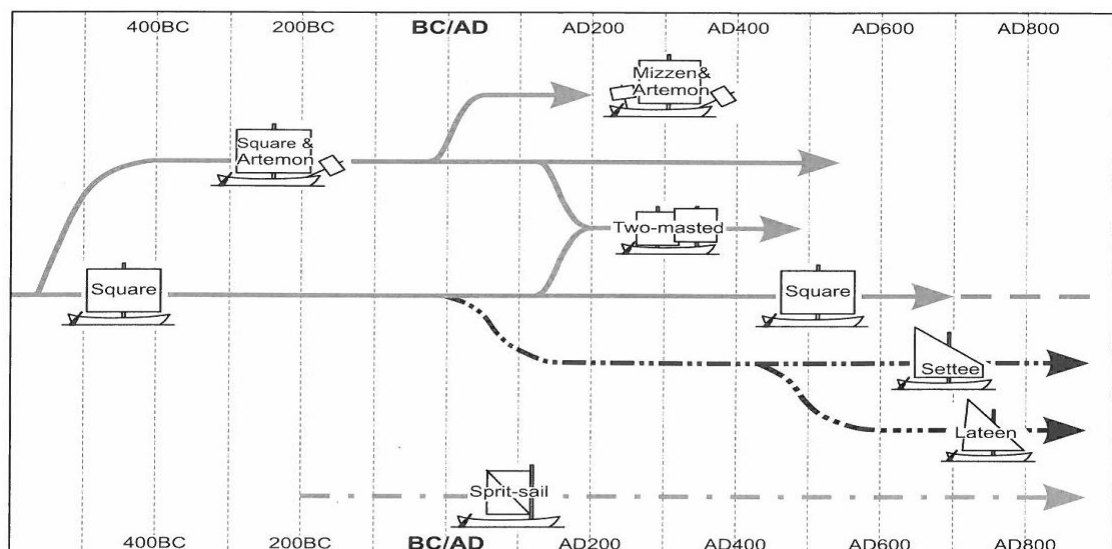 400BC 200BC BC/AD AD200 AD400 AD600 AD800
Mizzen &
Artemon
Square &
Artemon
Two-masted
Square
Square
Settee
Lateen
Sprit-sail
400BC 200BC BC/AD AD200 AD400 AD600 AD800